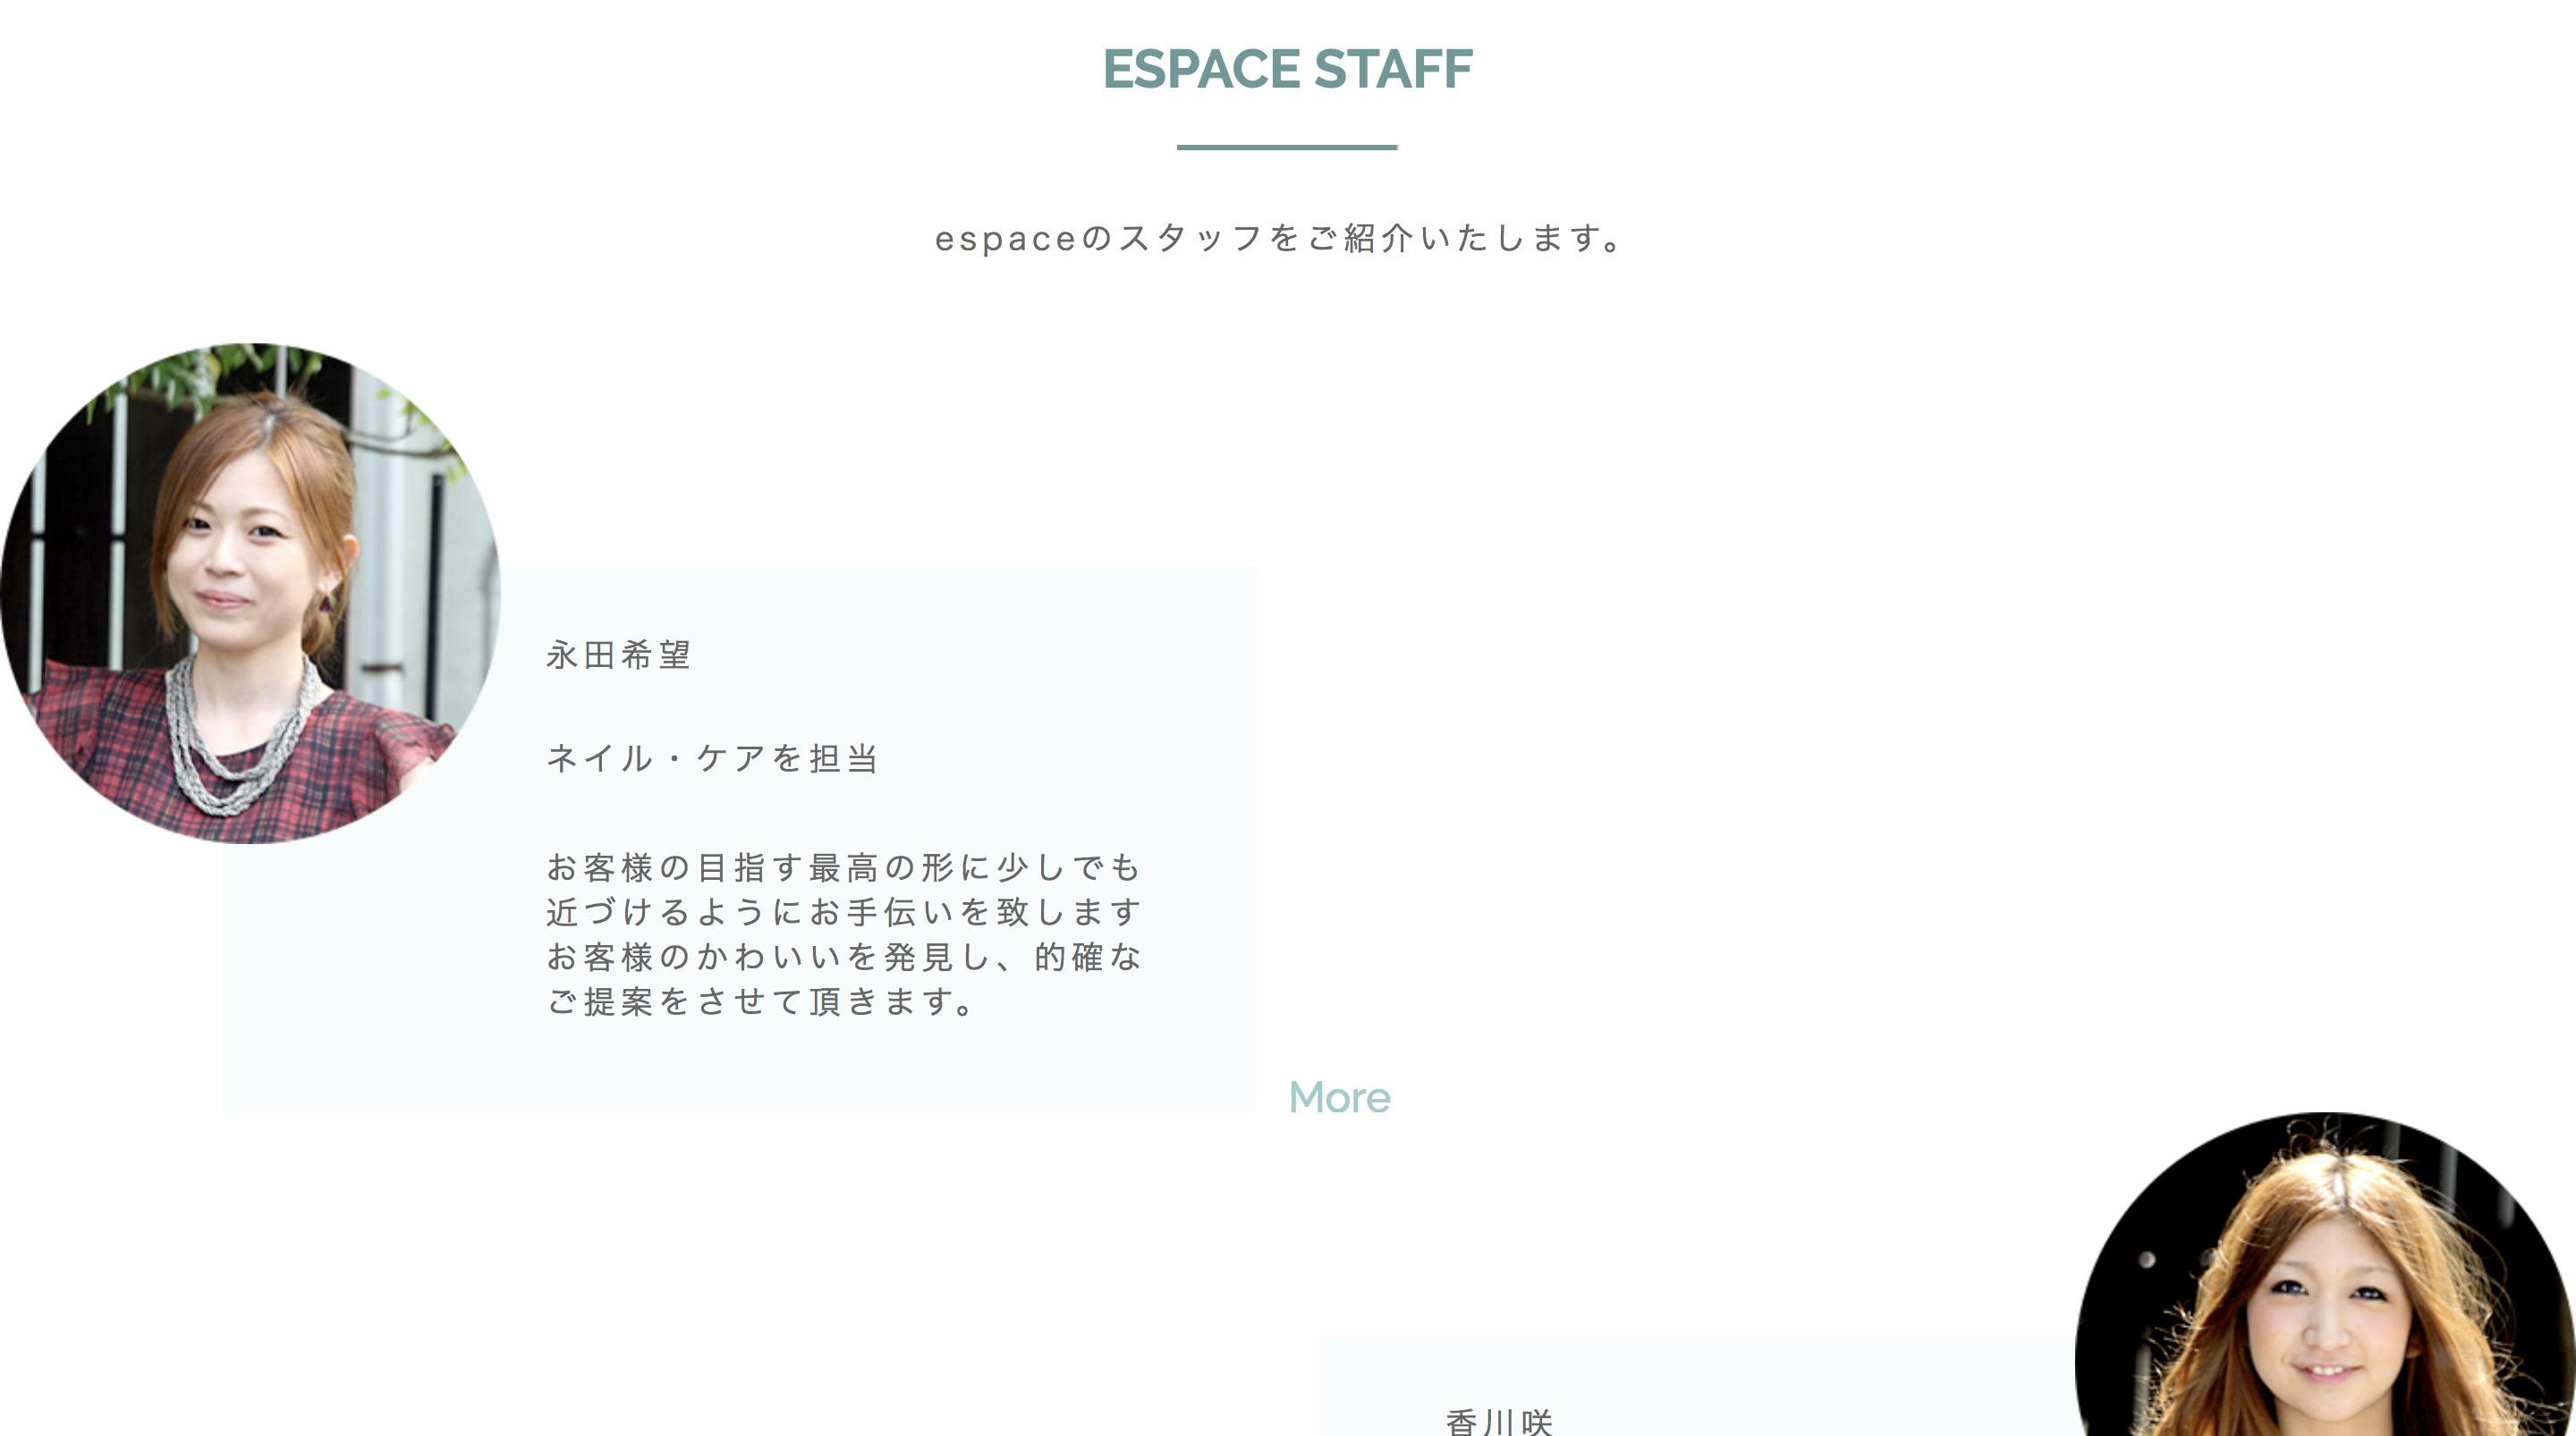 ESPACE STAFF
espaceのスタッフをご紹介いたします。
永田希望
ネイル・ケアを担当
お客様の目指す最高の形に少しでも
近づけるようにお手伝いを致します
お客様のかわいいを発見し、的確な
ご提案をさせて頂きます。
More
香川咲